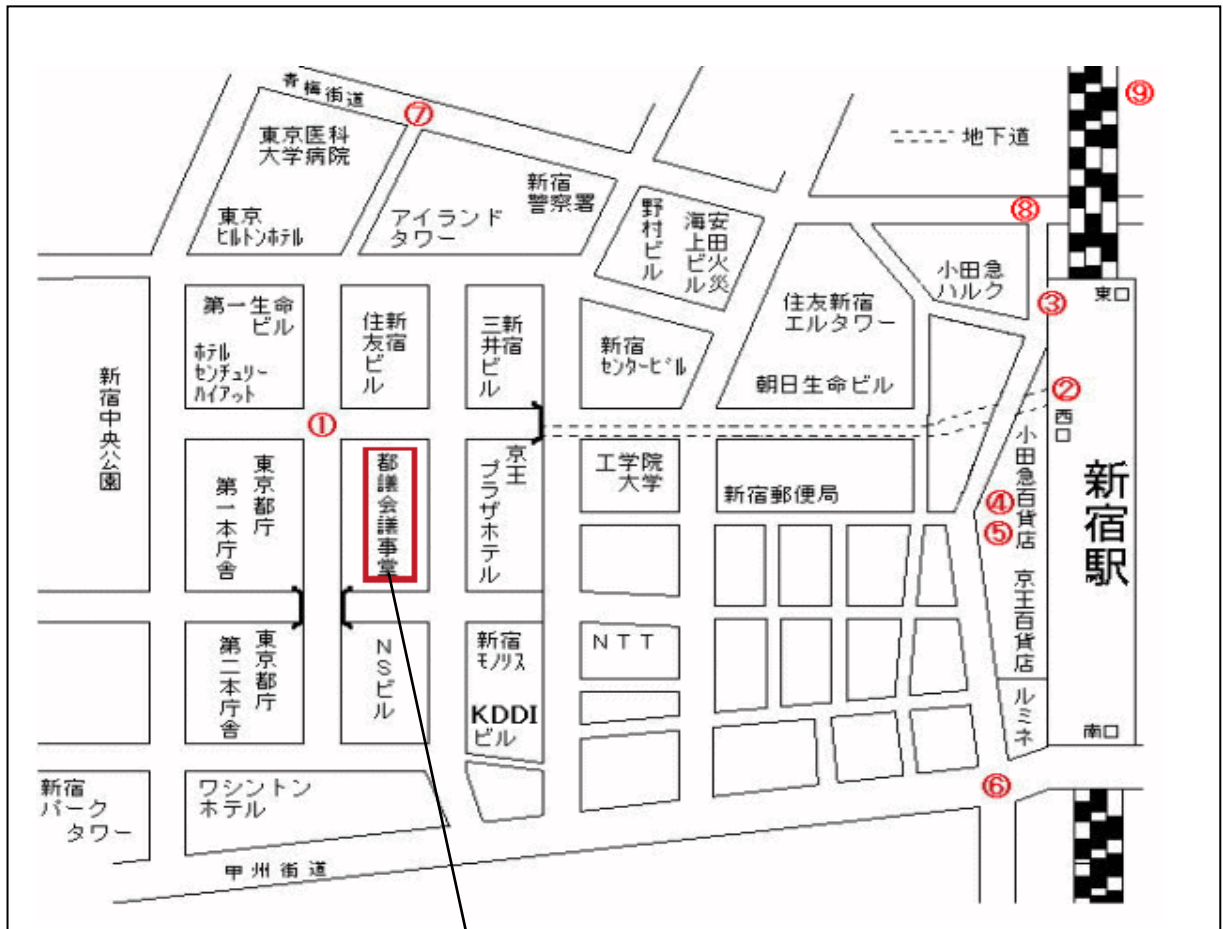 青梅街道
⑦
⑨
東京医科
大学病院
地下道
新宿
警察署
東京
ヒルトンホテル
アイランド
タワー
野村ビル
安田火災
海上ビル
⑧
小田急
ハルク
③
東口
第一生命
ビル
ホテル
センチュリー
ハイアット
新宿
住友ビル
新宿
三井ビル
新宿
センタービル
住友新宿
エルタワー
朝日生命ビル
新宿中央公園
①
②
西口
東京都庁
第一本庁舎
都議会議事堂
京王
プラザホテル
工学院
大学
新宿郵便局
小田急百貨店
④
⑤
新宿駅
東京都庁
第二本庁舎
NSビル
新宿
モノリス
NTT
京王百貨店
KDDI
ビル
ルミネ
南口
新宿
パーク
タワー
ワシントン
ホテル
⑥
甲州街道